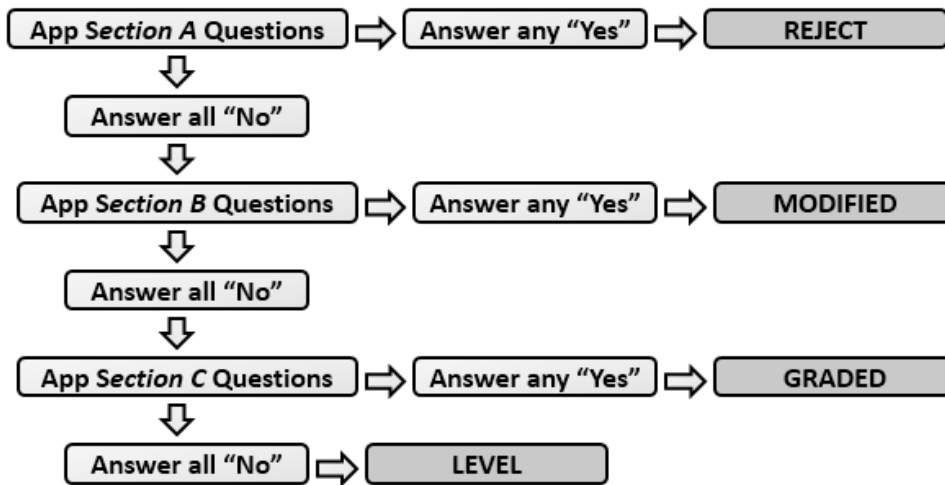 App Section A Questions
Answer any “Yes”
REJECT
Answer all “No”
App Section B Questions
Answer any “Yes”
MODIFIED
Answer all “No”
App Section C Questions
Answer any “Yes”
GRADED
Answer all “No”
LEVEL